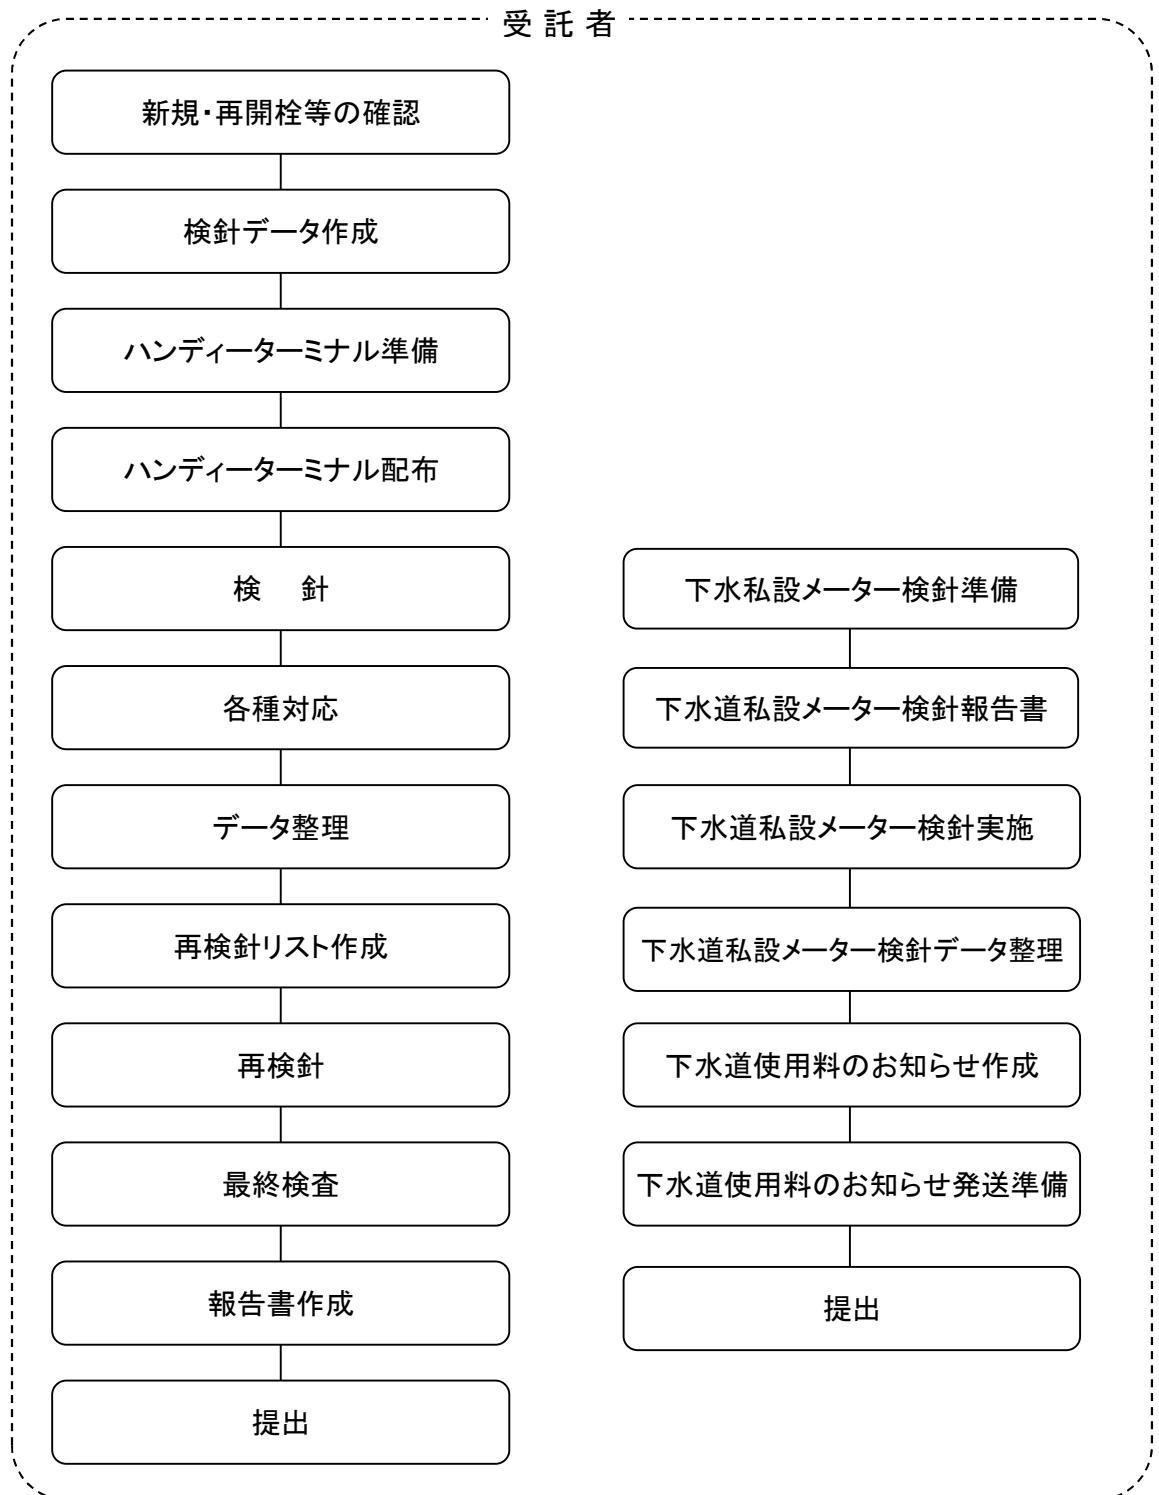 受託者
新規・再開栓等の確認
検針データ作成
ハンディーターミナル準備
ハンディーターミナル配布
検　針
各種対応
データ整理
再検針リスト作成
再検針
最終検査
報告書作成
提出
下水私設メーター検針準備
下水道私設メーター検針報告書
下水道私設メーター検針実施
下水道私設メーター検針データ整理
下水道使用料のお知らせ作成
下水道使用料のお知らせ発送準備
提出